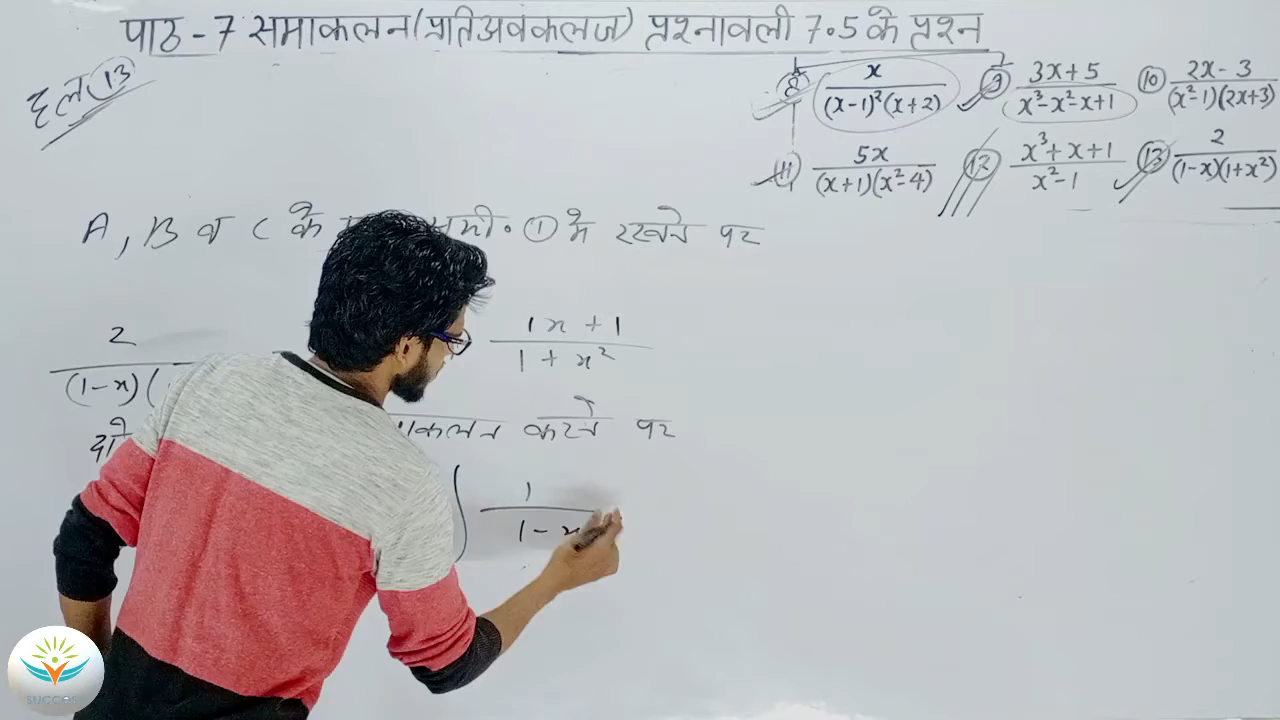 पाठ - 7 समाकलन (प्रतिअवकलज) प्रश्नावली 7.5 के प्रश्न
हल (13)
(8) x / (x-1)²(x+2) (9) 3x+5 / x³-x²-x+1 (10) 2x-3 / (x²-1)(2x+3)
(11) 5x / (x+1)(x²-4) (12) x³+x+1 / x²-1 (13) 2 / (1-x)(1+x²)
A, B व C के समी. ① में रखने पर
2 / (1-x)( 1x+1 / 1+x²
करने पर
∫ 1 / 1-x
SUCCE